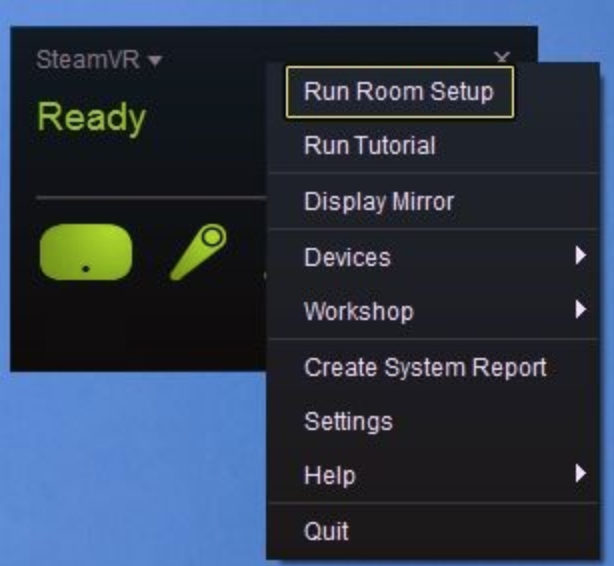 SteamVR
Ready
Run Room Setup
Run Tutorial
Display Mirror
Devices
Workshop
Create System Report
Settings
Help
Quit